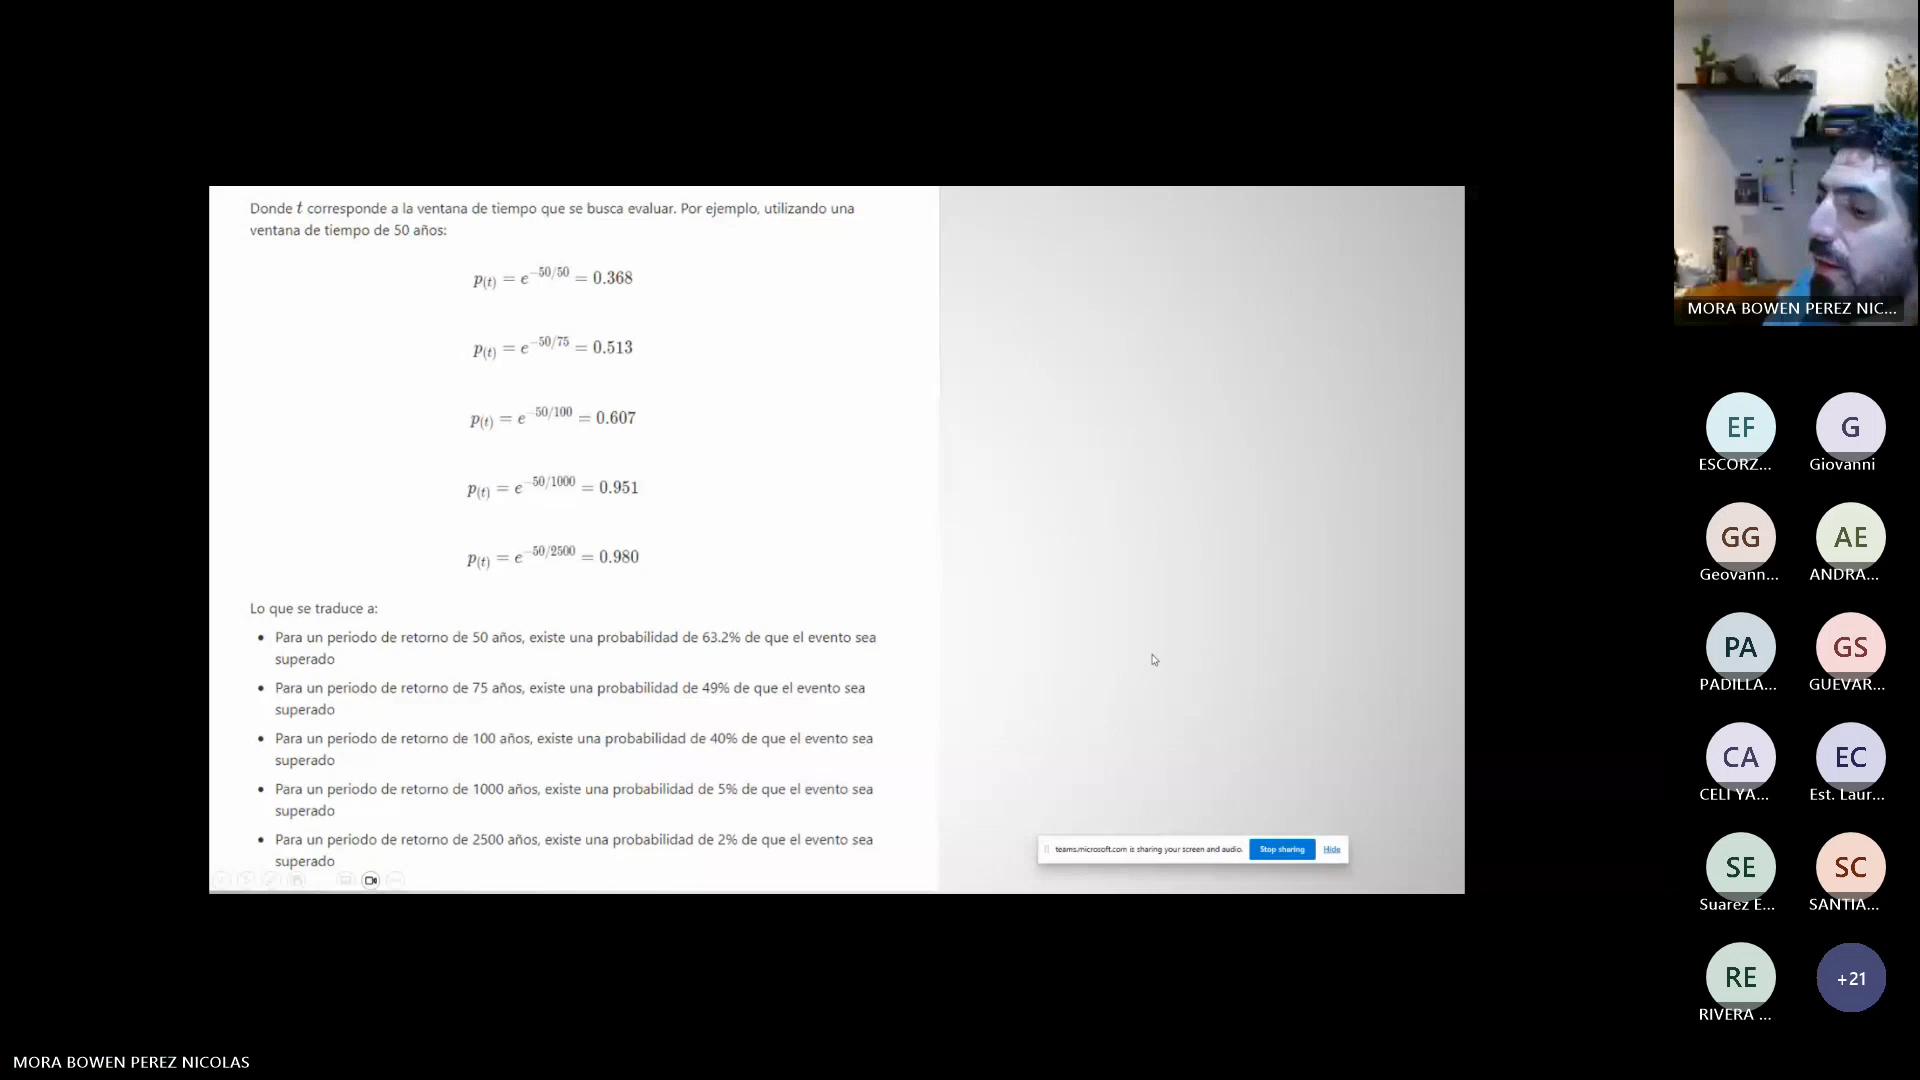 Donde t corresponde a la ventana de tiempo que se busca evaluar. Por ejemplo, utilizando una
ventana de tiempo de 50 años:
p(t) = e^−50/50 = 0.368
p(t) = e^−50/75 = 0.513
p(t) = e^−50/100 = 0.607
p(t) = e^−50/1000 = 0.951
p(t) = e^−50/2500 = 0.980
Lo que se traduce a:
• Para un periodo de retorno de 50 años, existe una probabilidad de 63.2% de que el evento sea
superado
• Para un periodo de retorno de 75 años, existe una probabilidad de 49% de que el evento sea
superado
• Para un periodo de retorno de 100 años, existe una probabilidad de 40% de que el evento sea
superado
• Para un periodo de retorno de 1000 años, existe una probabilidad de 5% de que el evento sea
superado
• Para un periodo de retorno de 2500 años, existe una probabilidad de 2% de que el evento sea
superado
teams.microsoft.com is sharing your screen and audio. Stop sharing Hide
MORA BOWEN PEREZ NIC...
EF G
ESCORZ... Giovanni
GG AE
Geovann... ANDRA...
PA GS
PADILLA... GUEVAR...
CA EC
CELI YA... Est. Laur...
SE SC
Suarez E... SANTIA...
RE +21
RIVERA ...
MORA BOWEN PEREZ NICOLAS